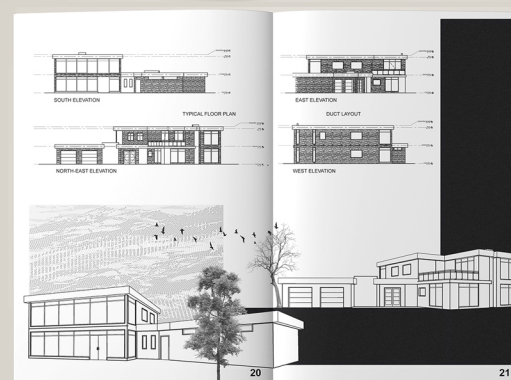 SOUTH ELEVATION
EAST ELEVATION
TYPICAL FLOOR PLAN
DUCT LAYOUT
NORTH-EAST ELEVATION
WEST ELEVATION
20
21